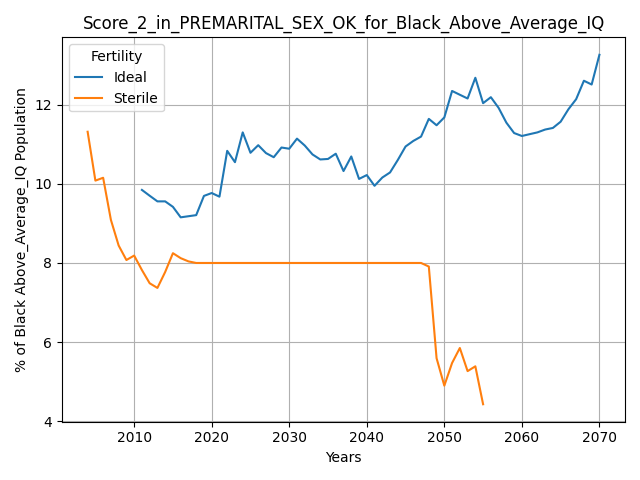 Score_2_in_PREMARITAL_SEX_OK_for_Black_Above_Average_IQ
Fertility
Ideal
Sterile
% of Black Above_Average_IQ Population
12
10
8
6
4
2010
2020
2030
2040
2050
2060
2070
Years